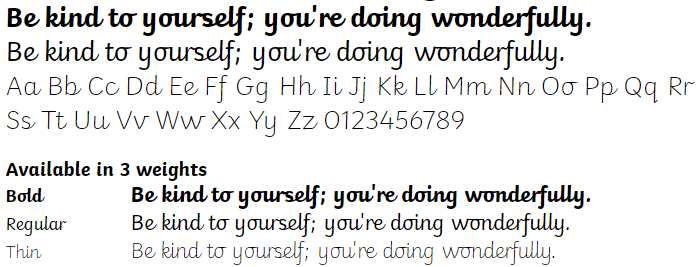 Be kind to yourself; you're doing wonderfully.
Be kind to yourself; you're doing wonderfully.
Aa Bb Cc Dd Ee Ff Gg Hh Ii Jj Kk Ll Mm Nn Oo Pp Qq Rr
Ss Tt Uu Vv Ww Xx Yy Zz 0123456789
Available in 3 weights
Bold Be kind to yourself; you're doing wonderfully.
Regular Be kind to yourself; you're doing wonderfully.
Thin Be kind to yourself; you're doing wonderfully.